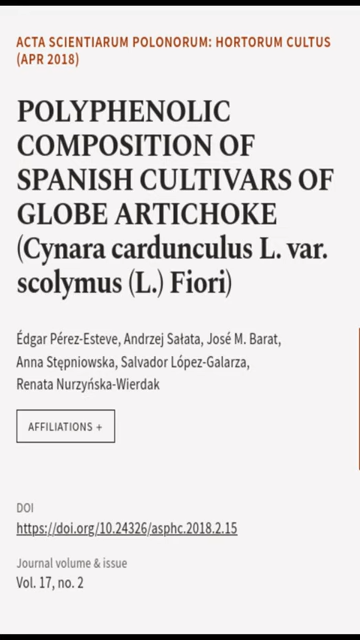 ACTA SCIENTIARUM POLONORUM: HORTORUM CULTUS
(APR 2018)
POLYPHENOLIC
COMPOSITION OF
SPANISH CULTIVARS OF
GLOBE ARTICHOKE
(Cynara cardunculus L. var.
scolymus (L.) Fiori)
Édgar Pérez-Esteve, Andrzej Sałata, José M. Barat,
Anna Stępniowska, Salvador López-Galarza,
Renata Nurzyńska-Wierdak
AFFILIATIONS +
DOI
https://doi.org/10.24326/asphc.2018.2.15
Journal volume & issue
Vol. 17, no. 2